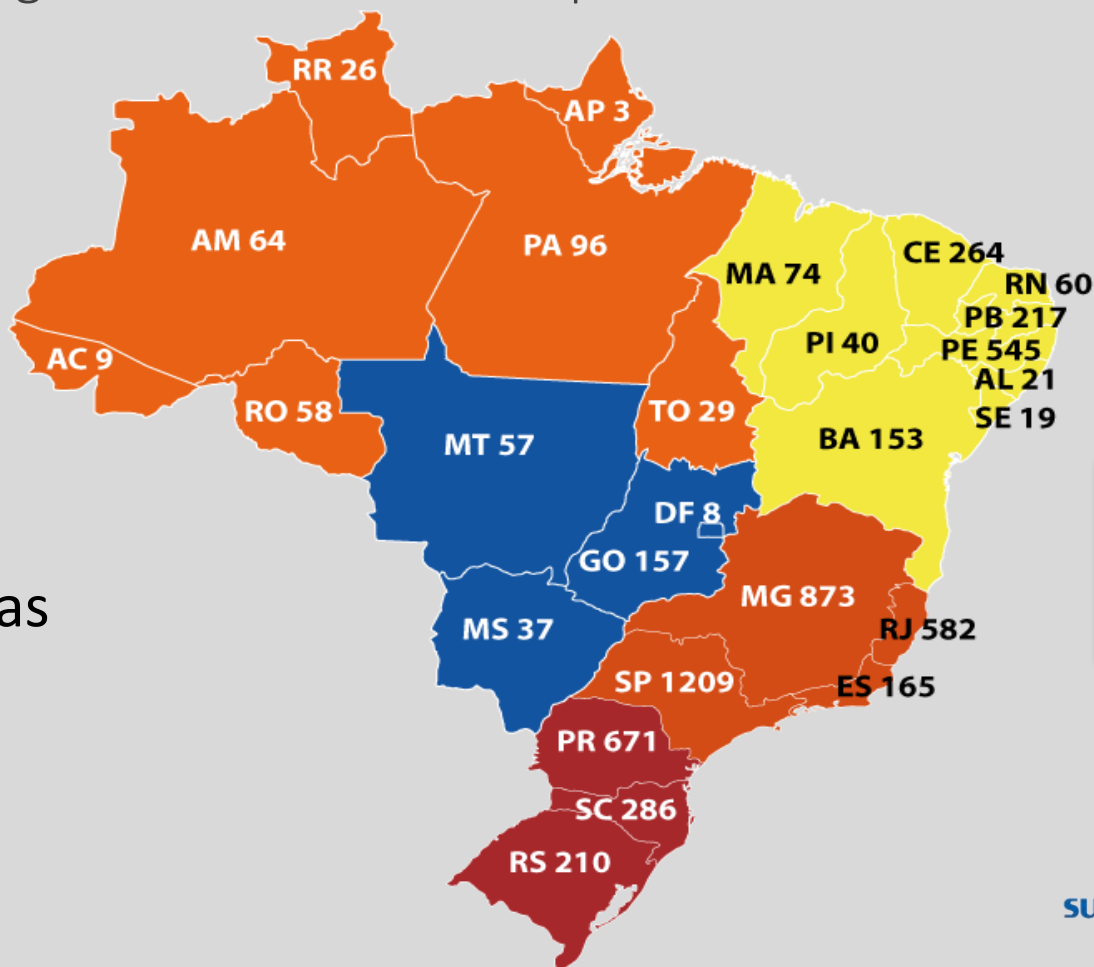 RR 26
AP 3
AM 64
PA 96
CE 264
MA 74
RN 60
PB 217
PI 40
PE 545
AC 9
AL 21
RO 58
TO 29
SE 19
BA 153
MT 57
DF 8
GO 157
MG 873
as
MS 37
RJ 582
SP 1209
ES 165
PR 671
SC 286
RS 210
SU